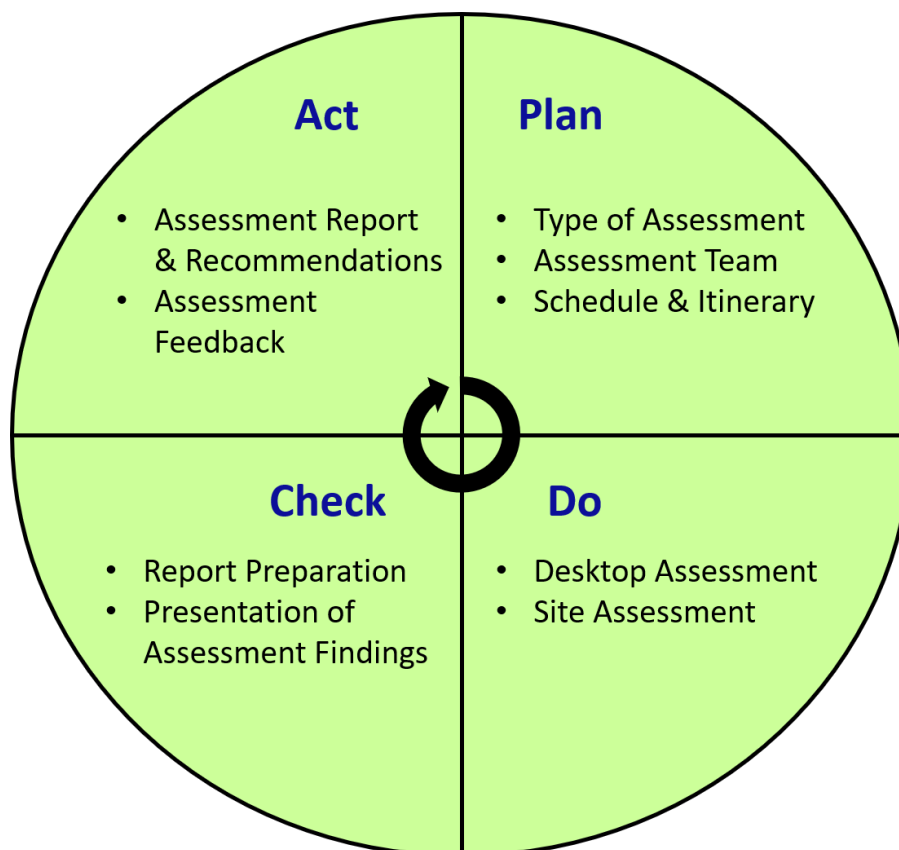 Act
• Assessment Report
& Recommendations
• Assessment
Feedback
Plan
• Type of Assessment
• Assessment Team
• Schedule & Itinerary
Check
• Report Preparation
• Presentation of
Assessment Findings
Do
• Desktop Assessment
• Site Assessment